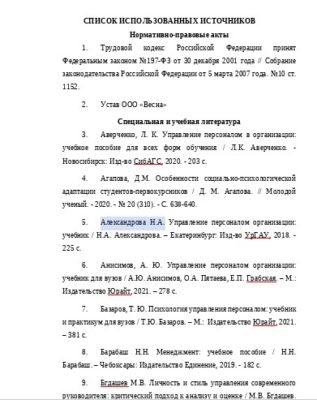 СПИСОК ИСПОЛЬЗОВАННЫХ ИСТОЧНИКОВ
Нормативно-правовые акты
1. Трудовой кодекс Российской Федерации принят
Федеральным законом №197-ФЗ от 30 декабря 2001 года // Собрание
законодательства Российской Федерации от 5 марта 2007 года. №10 ст.
1152.
2. Устав ООО «Весна»
Специальная и учебная литература
3. Аверченко, Л. К. Управление персоналом в организации:
учебное пособие для всех форм обучения / Л.К. Аверченко. -
Новосибирск: Изд-во СибАГС, 2020. - 203 с.
4. Агапова, Д.М. Особенности социально-психологической
адаптации студентов-первокурсников / Д. М. Агапова. // Молодой
ученый. - 2020. - № 20 (310). - С. 638-640.
5. Александрова Н.А. Управление персоналом организации:
учебник / Н.А. Александрова. – Екатеринбург: Изд-во УрГАУ, 2018. -
225 с.
6. Анисимов, А. Ю. Управление персоналом организации:
учебник для вузов / А.Ю. Анисимов, О.А. Пятаева, Е.П. Грабская. – М.:
Издательство Юрайт, 2021. – 278 с.
7. Базаров, Т. Ю. Психология управления персоналом: учебник
и практикум для вузов / Т.Ю. Базаров. – М.: Издательство Юрайт, 2021.
– 381 с.
8. Барабаш Н.Н. Менеджмент: учебное пособие / Н.Н.
Барабаш. – Чебоксары: Издательство Единение, 2019. - 182 с.
9. Бгдашев М.В. Личность и стиль управления современного
руководителя: критический подход к анализу и оценке / М.В. Бгдашев.